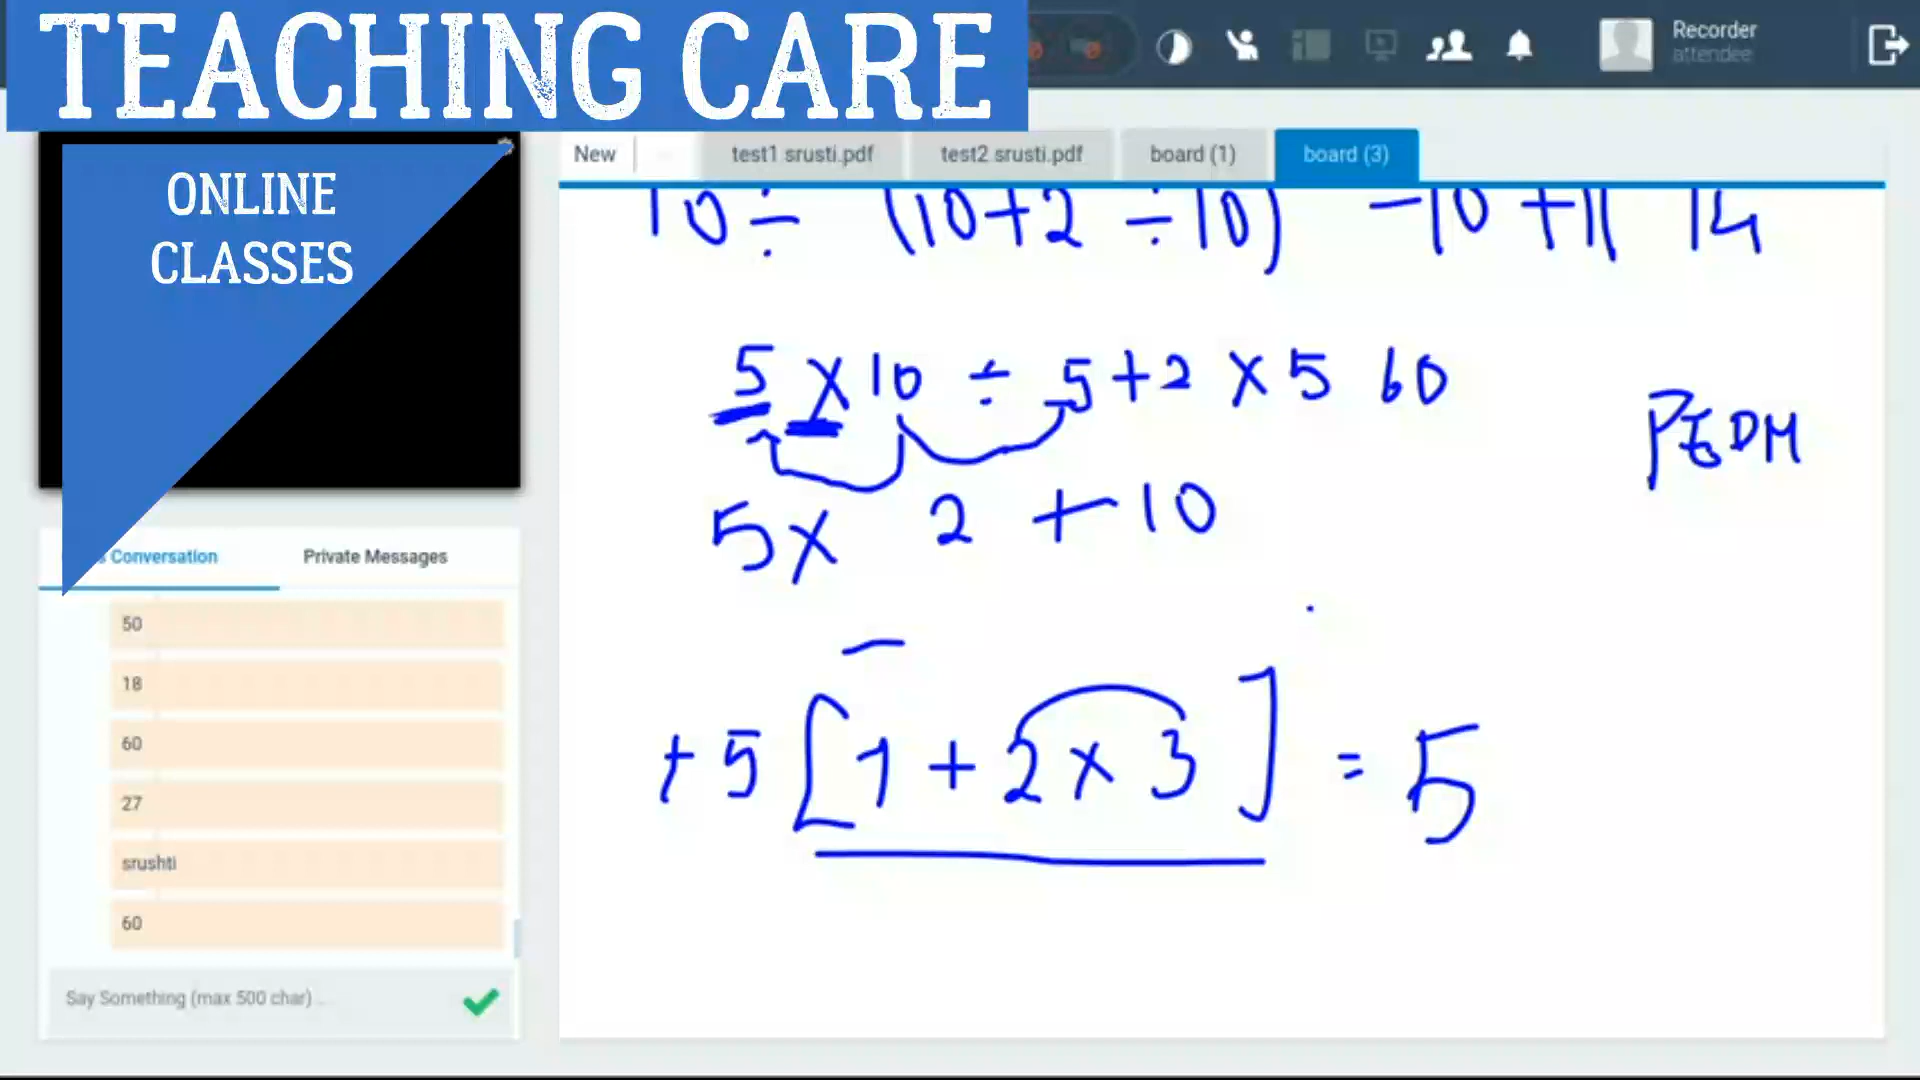 TEACHING CARE
ONLINE
CLASSES
Recorder
attendee
New
test1 srusti.pdf
test2 srusti.pdf
board (1)
board (3)
10 ÷ (10+2 ÷10) -10 +11 14
5 x 10 ÷ 5+2 x 5 60
PEDM
5x 2 + 10
+ 5 [1 + 2 x 3] = 5
Conversation
Private Messages
50
18
60
27
srushti
60
Say Something (max 500 char) ...